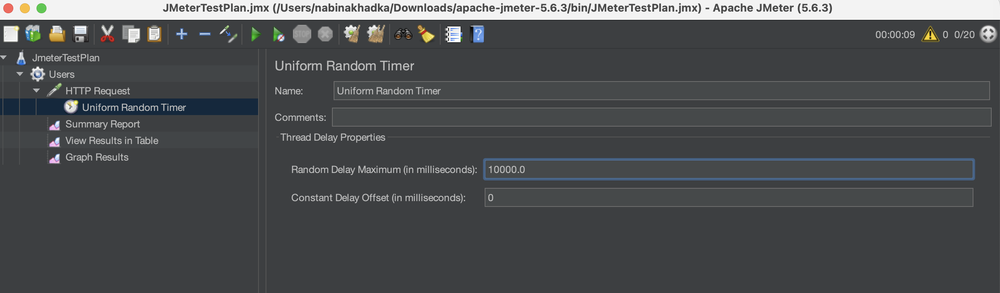 JMeterTestPlan.jmx (/Users/nabinakhadka/Downloads/apache-jmeter-5.6.3/bin/JMeterTestPlan.jmx) - Apache JMeter (5.6.3)
STOP
00:00:09 0 0/20
JmeterTestPlan
Users
HTTP Request
Uniform Random Timer
Summary Report
View Results in Table
Graph Results
Uniform Random Timer
Name: Uniform Random Timer
Comments:
Thread Delay Properties
Random Delay Maximum (in milliseconds): 10000.0
Constant Delay Offset (in milliseconds): 0